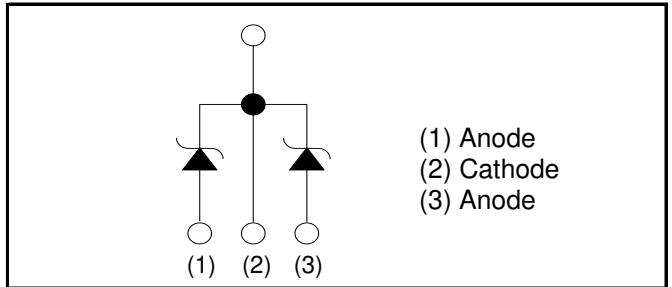 (1) Anode
(2) Cathode
(3) Anode
(1) (2) (3)